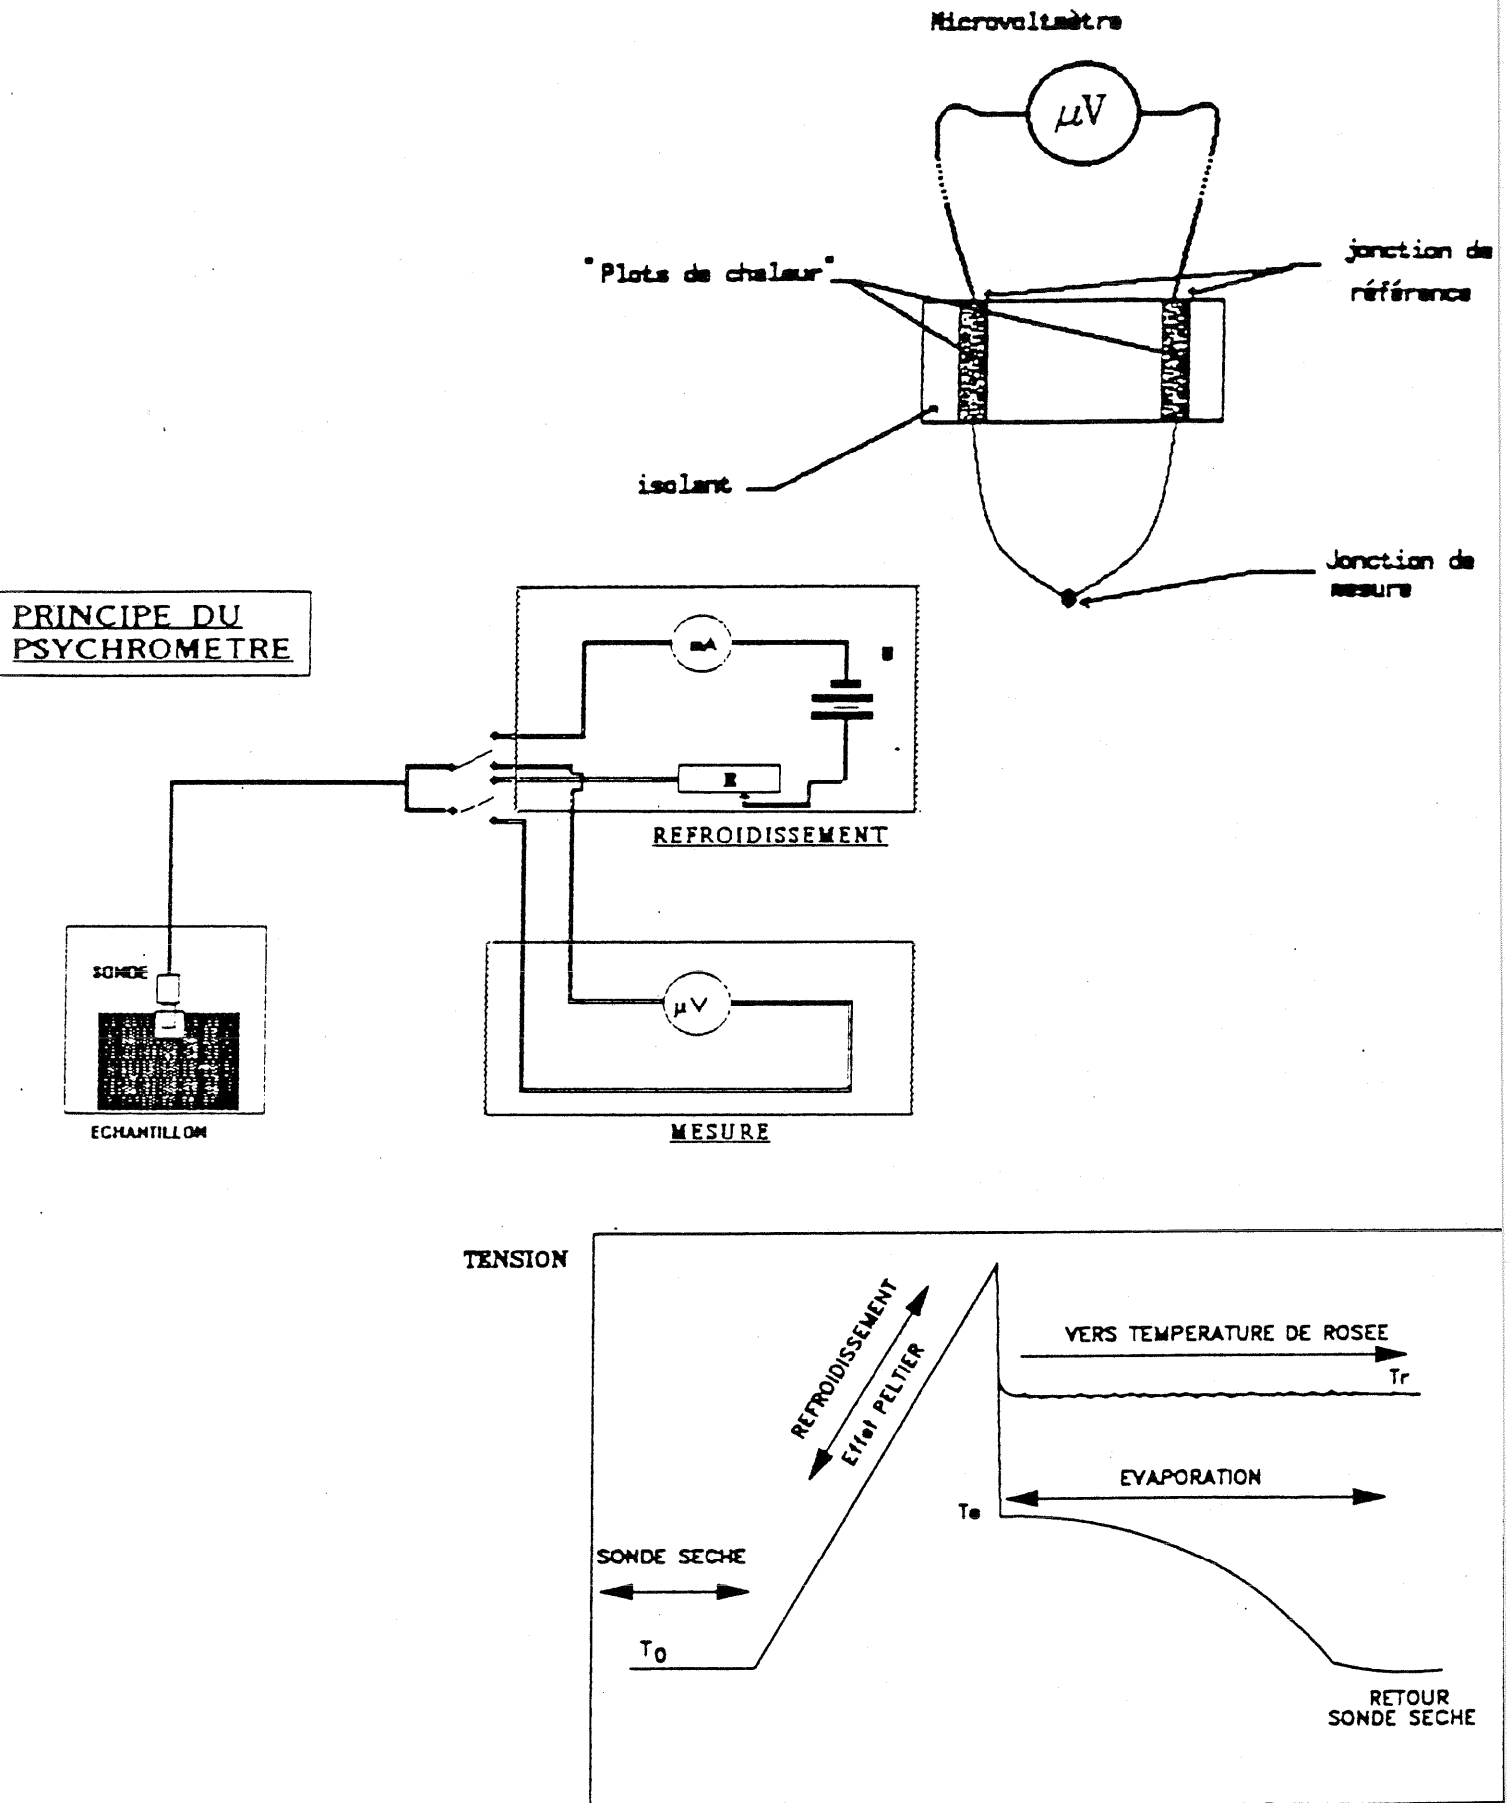 Microvoltmètre
μV
"Plots de chaleur"
jonction de
référence
isolant
Jonction de
mesure
PRINCIPE DU
PSYCHROMETRE
mA
R
REFROIDISSEMENT
SONDE
μV
ECHANTILLON
MESURE
TENSION
REFROIDISSEMENT
Effet PELTIER
VERS TEMPERATURE DE ROSEE
Tr
EVAPORATION
Te
SONDE SECHE
T0
RETOUR
SONDE SECHE